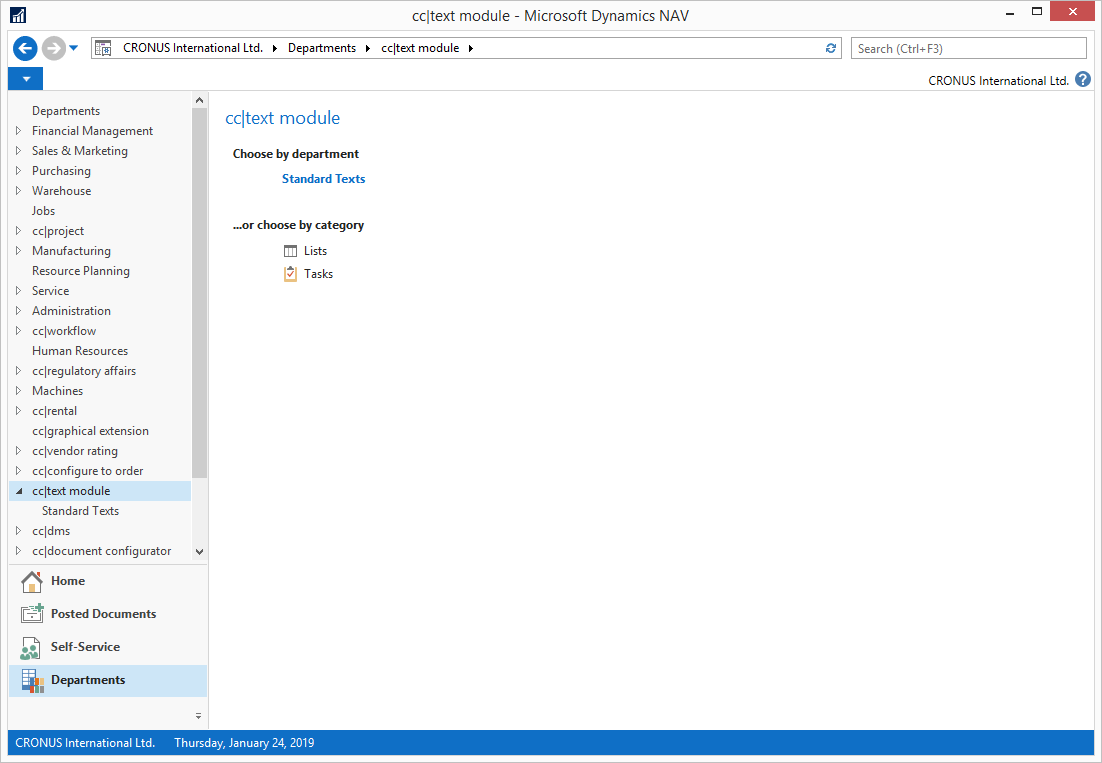 cc|text module - Microsoft Dynamics NAV
CRONUS International Ltd. Departments cc|text module
Search (Ctrl+F3)
CRONUS International Ltd.
Departments
Financial Management
Sales & Marketing
Purchasing
Warehouse
Jobs
cc|project
Manufacturing
Resource Planning
Service
Administration
cc|workflow
Human Resources
cc|regulatory affairs
Machines
cc|rental
cc|graphical extension
cc|vendor rating
cc|configure to order
cc|text module
Standard Texts
cc|dms
cc|document configurator
Home
Posted Documents
Self-Service
Departments
cc|text module
Choose by department
Standard Texts
...or choose by category
Lists
Tasks
CRONUS International Ltd. Thursday, January 24, 2019